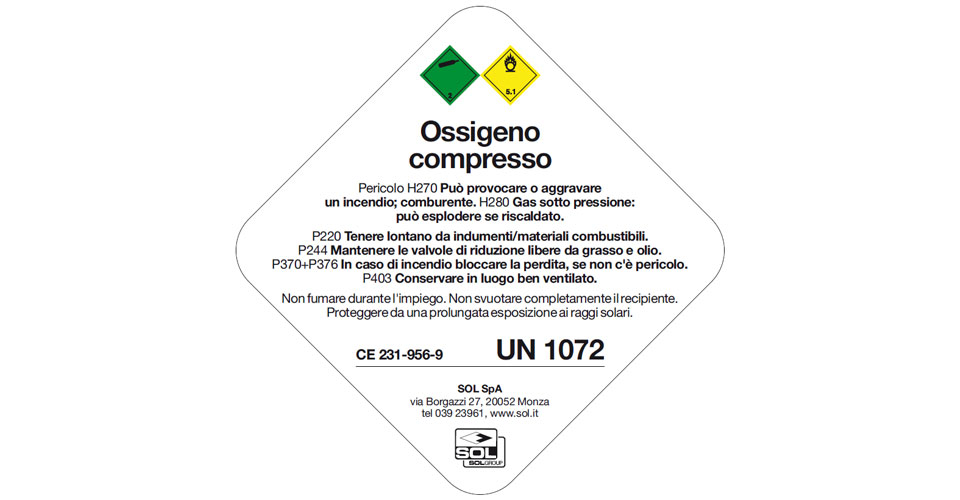 2
5.1
Ossigeno
compresso
Pericolo H270 Può provocare o aggravare
un incendio; comburente. H280 Gas sotto pressione:
può esplodere se riscaldato.
P220 Tenere lontano da indumenti/materiali combustibili.
P244 Mantenere le valvole di riduzione libere da grasso e olio.
P370+P376 In caso di incendio bloccare la perdita, se non c'è pericolo.
P403 Conservare in luogo ben ventilato.
Non fumare durante l'impiego. Non svuotare completamente il recipiente.
Proteggere da una prolungata esposizione ai raggi solari.
CE 231-956-9 UN 1072
SOL SpA
via Borgazzi 27, 20052 Monza
tel 039 23961, www.sol.it
SOL
SOLGROUP